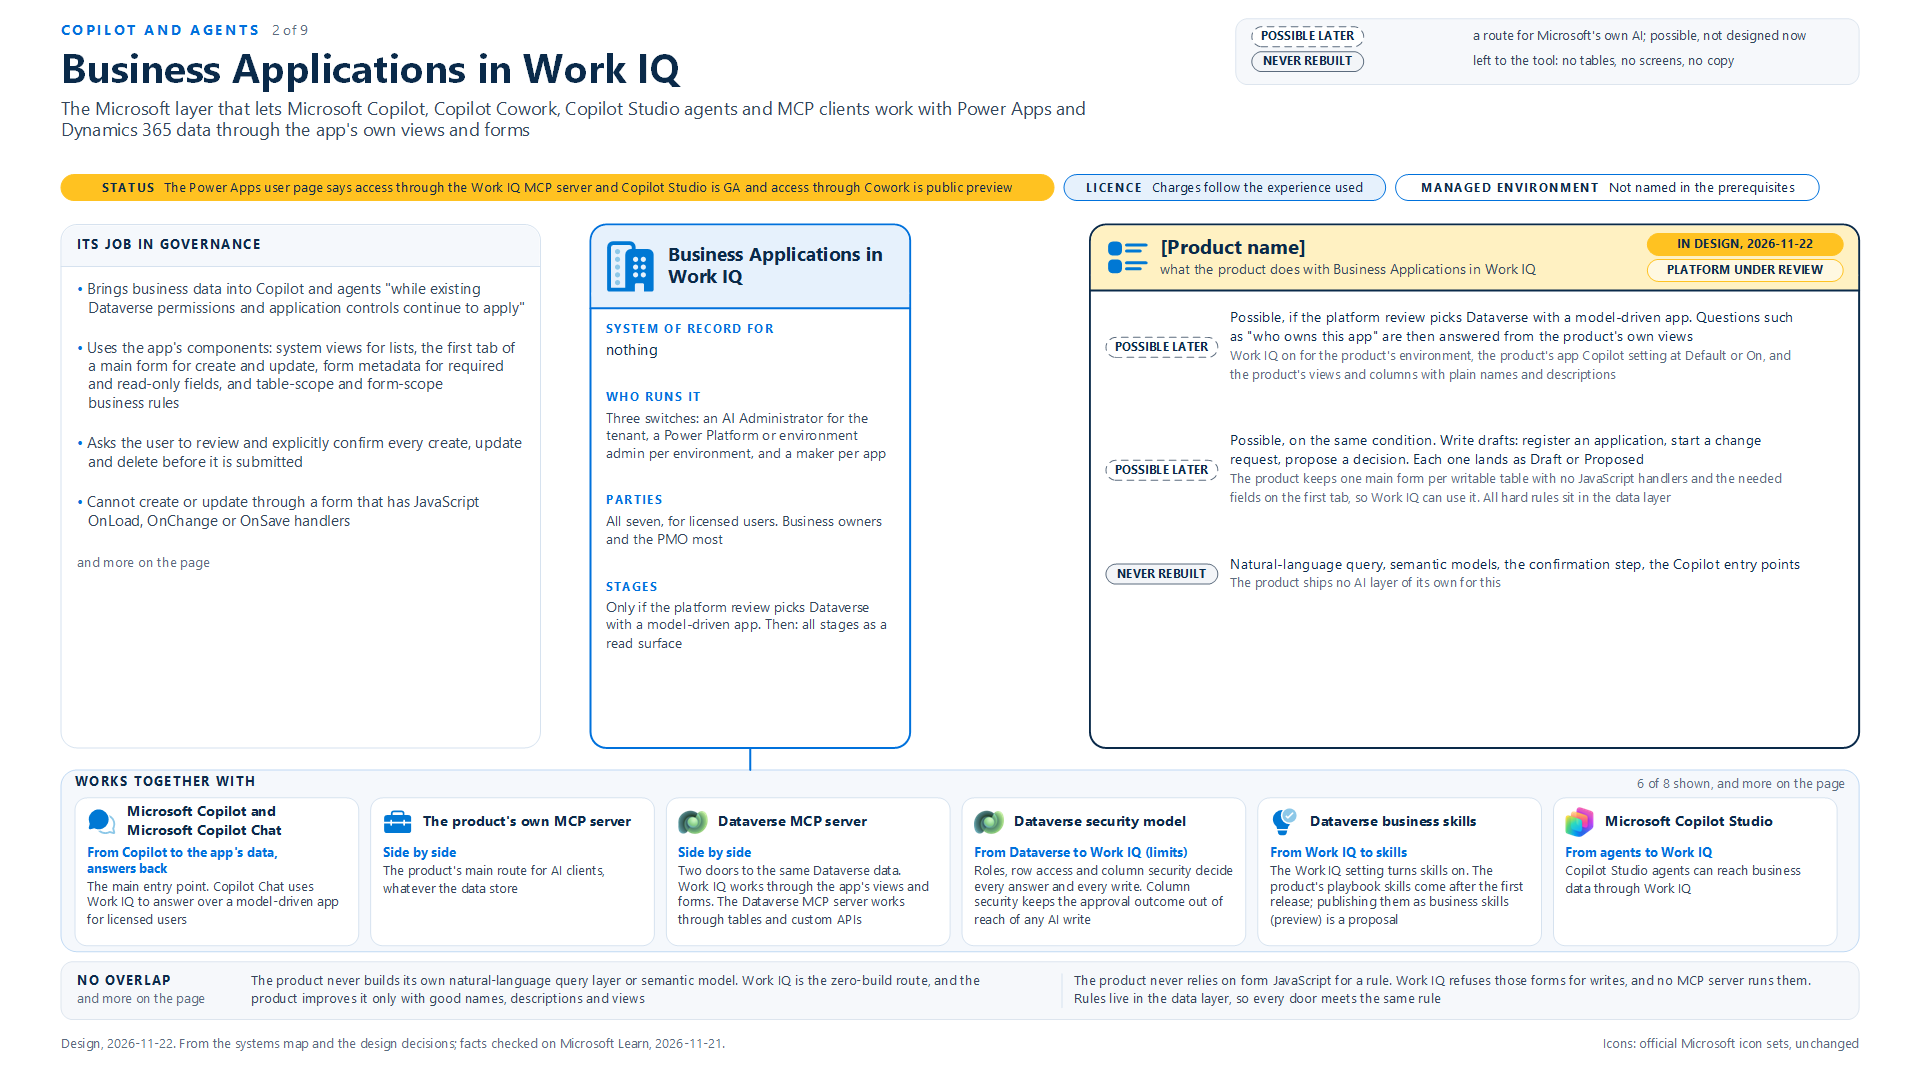 COPILOT AND AGENTS 2 of 9
Business Applications in Work IQ
The Microsoft layer that lets Microsoft Copilot, Copilot Cowork, Copilot Studio agents and MCP clients work with Power Apps and
Dynamics 365 data through the app's own views and forms
POSSIBLE LATER a route for Microsoft's own AI; possible, not designed now
NEVER REBUILT left to the tool: no tables, no screens, no copy
STATUS The Power Apps user page says access through the Work IQ MCP server and Copilot Studio is GA and access through Cowork is public preview
LICENCE Charges follow the experience used
MANAGED ENVIRONMENT Not named in the prerequisites
ITS JOB IN GOVERNANCE
• Brings business data into Copilot and agents "while existing
Dataverse permissions and application controls continue to apply"
• Uses the app's components: system views for lists, the first tab of
a main form for create and update, form metadata for required
and read-only fields, and table-scope and form-scope
business rules
• Asks the user to review and explicitly confirm every create, update
and delete before it is submitted
• Cannot create or update through a form that has JavaScript
OnLoad, OnChange or OnSave handlers
and more on the page
Business Applications in
Work IQ
SYSTEM OF RECORD FOR
nothing
WHO RUNS IT
Three switches: an AI Administrator for the
tenant, a Power Platform or environment
admin per environment, and a maker per app
PARTIES
All seven, for licensed users. Business owners
and the PMO most
STAGES
Only if the platform review picks Dataverse
with a model-driven app. Then: all stages as a
read surface
[Product name]
what the product does with Business Applications in Work IQ
IN DESIGN, 2026-11-22
PLATFORM UNDER REVIEW
POSSIBLE LATER
Possible, if the platform review picks Dataverse with a model-driven app. Questions such
as "who owns this app" are then answered from the product's own views
Work IQ on for the product's environment, the product's app Copilot setting at Default or On, and
the product's views and columns with plain names and descriptions
POSSIBLE LATER
Possible, on the same condition. Write drafts: register an application, start a change
request, propose a decision. Each one lands as Draft or Proposed
The product keeps one main form per writable table with no JavaScript handlers and the needed
fields on the first tab, so Work IQ can use it. All hard rules sit in the data layer
NEVER REBUILT
Natural-language query, semantic models, the confirmation step, the Copilot entry points
The product ships no AI layer of its own for this
WORKS TOGETHER WITH
6 of 8 shown, and more on the page
Microsoft Copilot and
Microsoft Copilot Chat
From Copilot to the app's data,
answers back
The main entry point. Copilot Chat uses
Work IQ to answer over a model-driven app
for licensed users
The product's own MCP server
Side by side
The product's main route for AI clients,
whatever the data store
Dataverse MCP server
Side by side
Two doors to the same Dataverse data.
Work IQ works through the app's views and
forms. The Dataverse MCP server works
through tables and custom APIs
Dataverse security model
From Dataverse to Work IQ (limits)
Roles, row access and column security decide
every answer and every write. Column
security keeps the approval outcome out of
reach of any AI write
Dataverse business skills
From Work IQ to skills
The Work IQ setting turns skills on. The
product's playbook skills come after the first
release; publishing them as business skills
(preview) is a proposal
Microsoft Copilot Studio
From agents to Work IQ
Copilot Studio agents can reach business
data through Work IQ
NO OVERLAP
and more on the page
The product never builds its own natural-language query layer or semantic model. Work IQ is the zero-build route, and the
product improves it only with good names, descriptions and views
The product never relies on form JavaScript for a rule. Work IQ refuses those forms for writes, and no MCP server runs them.
Rules live in the data layer, so every door meets the same rule
Design, 2026-11-22. From the systems map and the design decisions; facts checked on Microsoft Learn, 2026-11-21.
Icons: official Microsoft icon sets, unchanged